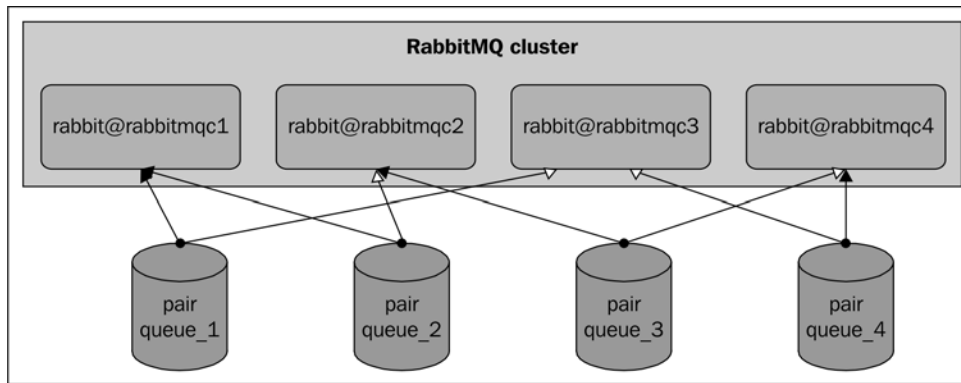 RabbitMQ cluster
rabbit@rabbitmqc1
rabbit@rabbitmqc2
rabbit@rabbitmqc3
rabbit@rabbitmqc4
pair
queue_1
pair
queue_2
pair
queue_3
pair
queue_4